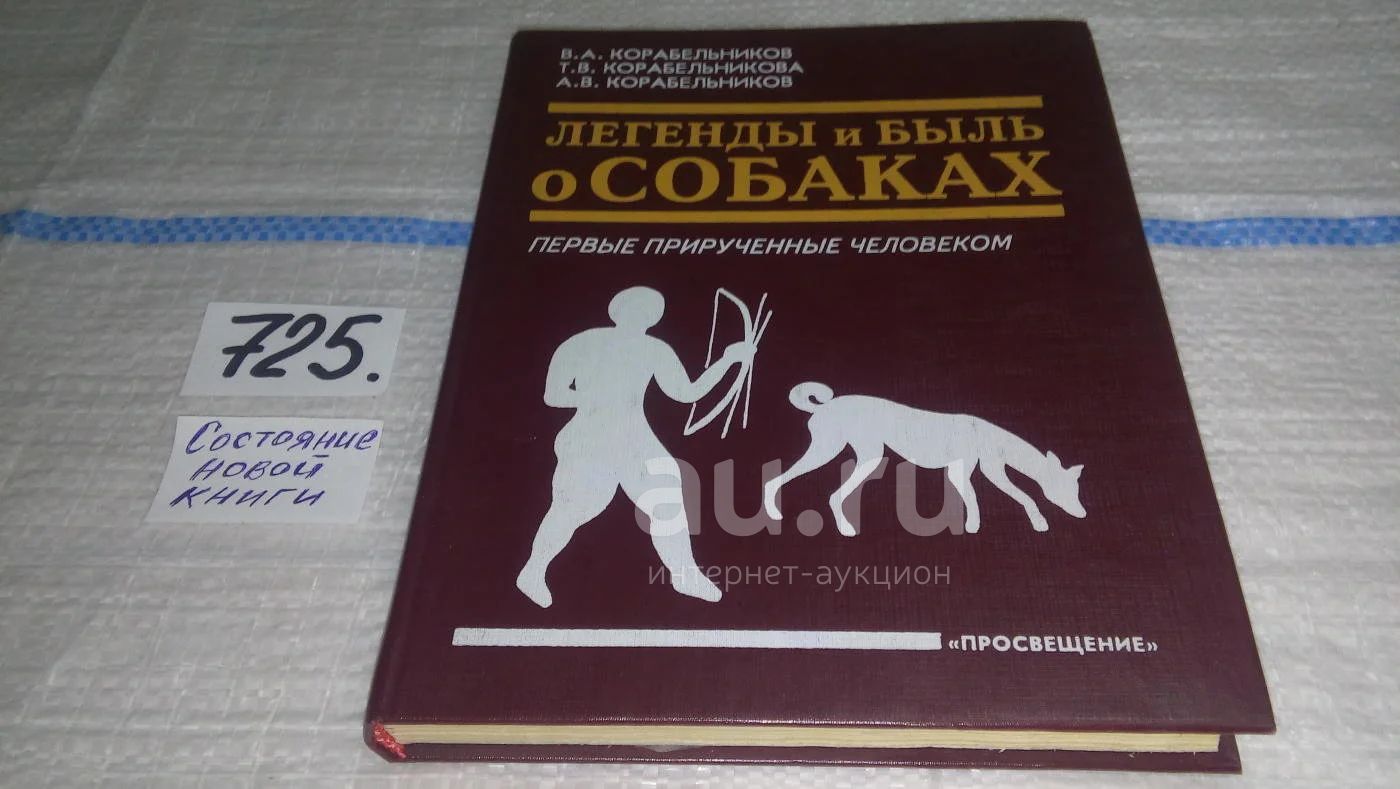 В.А. КОРАБЕЛЬНИКОВ
Т.В. КОРАБЕЛЬНИКОВА
А.В. КОРАБЕЛЬНИКОВ
ЛЕГЕНДЫ и БЫЛЬ
о СОБАКАХ
ПЕРВЫЕ ПРИРУЧЕННЫЕ ЧЕЛОВЕКОМ
725.
Состояние
новой
книги
au.ru
интернет-аукцион
«ПРОСВЕЩЕНИЕ»